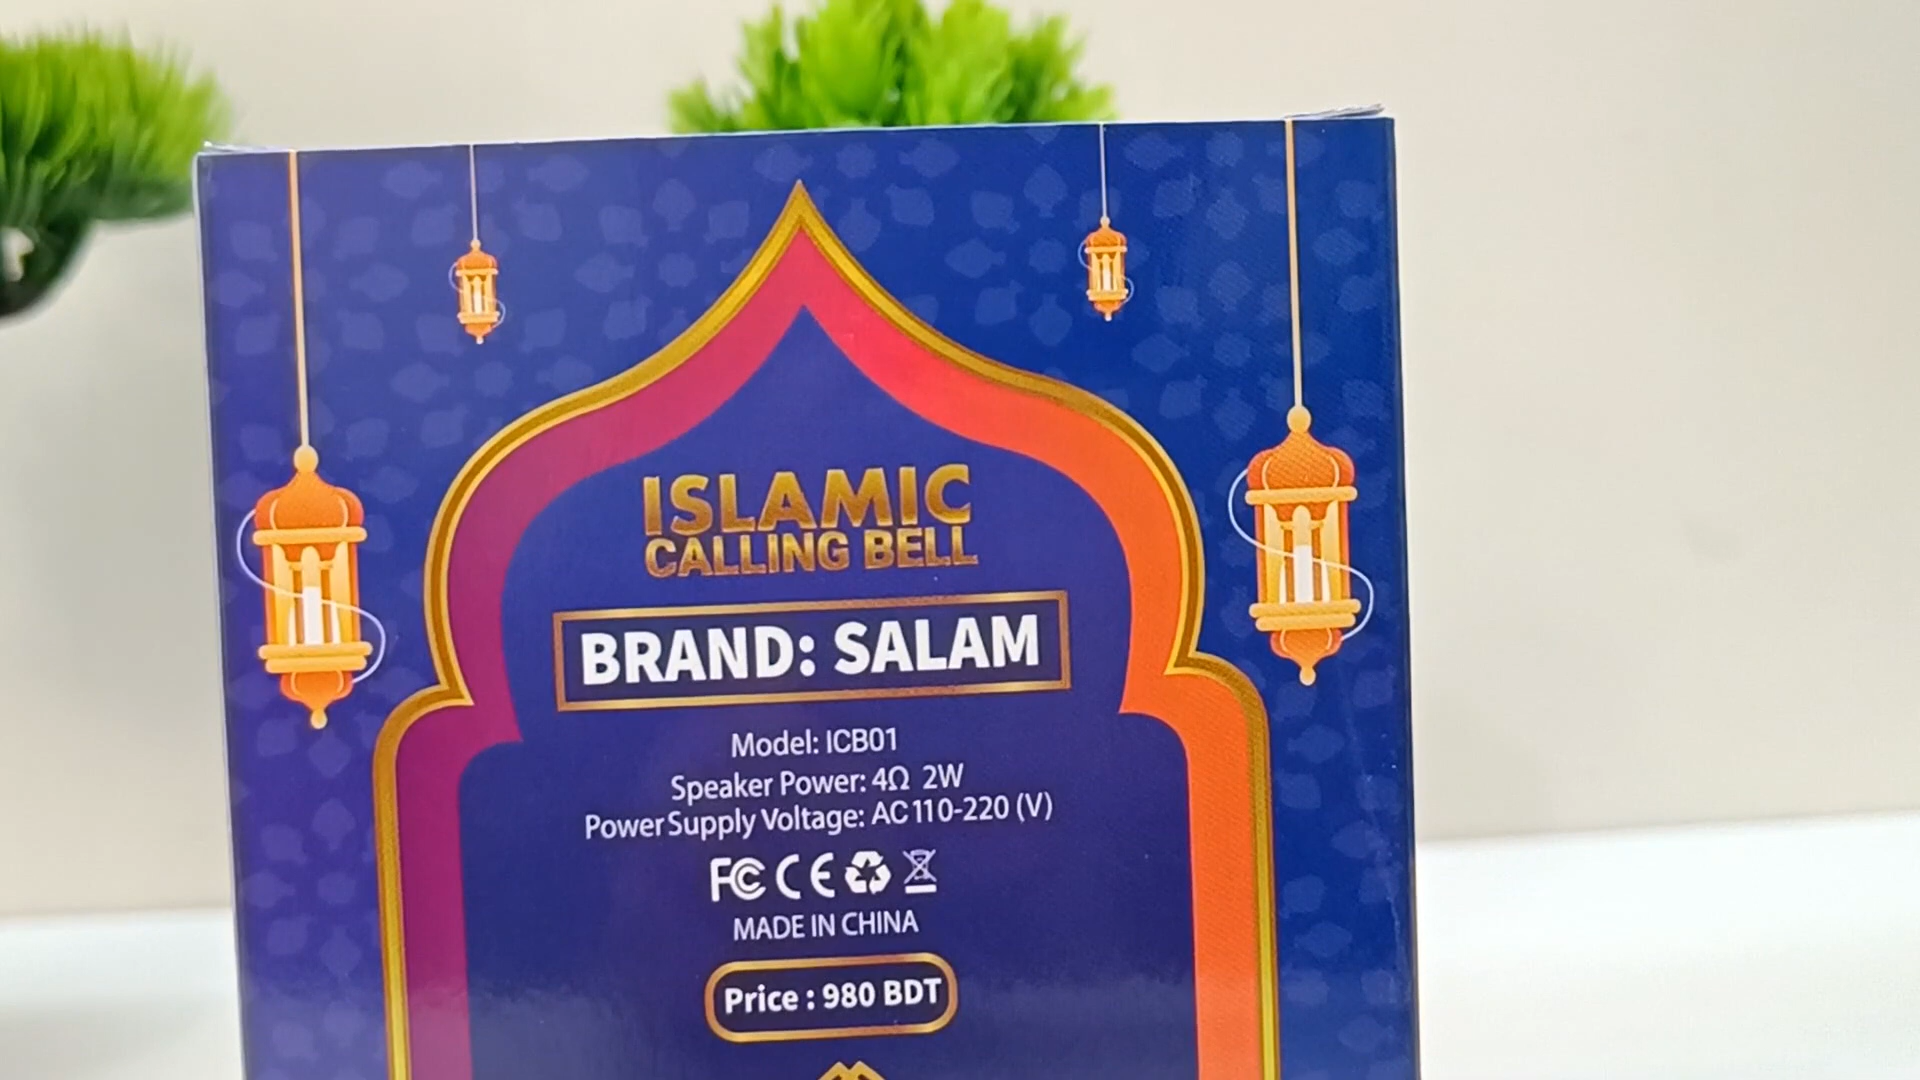 ISLAMIC
CALLING BELL
BRAND: SALAM
Model: ICB01
Speaker Power: 4Ω 2W
Power Supply Voltage: AC 110-220 (V)
FC CE
MADE IN CHINA
Price : 980 BDT